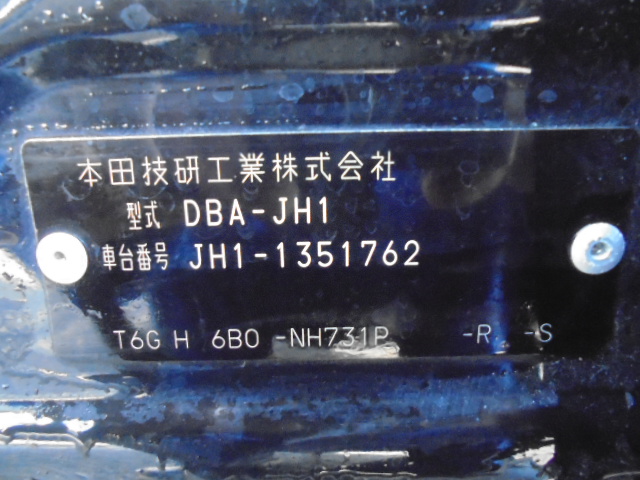 本田技研工業株式会社
型式 DBA-JH1
車台番号 JH1-1351762
T6G H 6B0 -NH731P -R -S